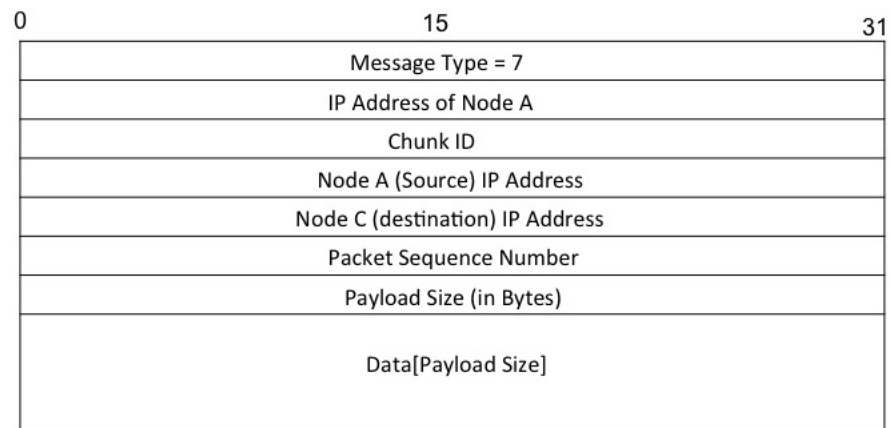 0 15 31
Message Type = 7
IP Address of Node A
Chunk ID
Node A (Source) IP Address
Node C (destination) IP Address
Packet Sequence Number
Payload Size (in Bytes)
Data[Payload Size]